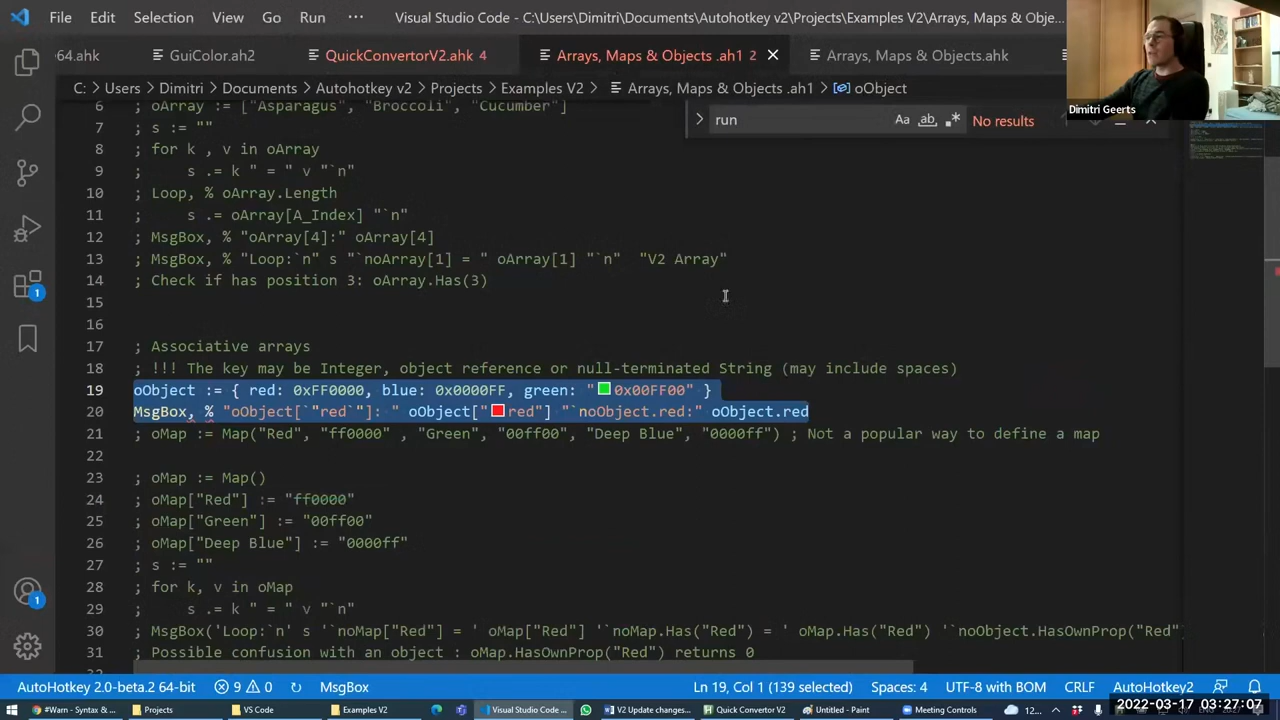 File Edit Selection View Go Run ··· Visual Studio Code - C:\Users\Dimitri\Documents\Autohotkey v2\Projects\Examples V2\Arrays, Maps & Obje...
64.ahk GuiColor.ah2 QuickConvertorV2.ahk 4 Arrays, Maps & Objects .ah1 2 Arrays, Maps & Objects.ahk
C: > Users > Dimitri > Documents > Autohotkey v2 > Projects > Examples V2 > Arrays, Maps & Objects .ah1 > oObject
Dimitri Geerts
run Aa ab .* No results
6 ; oArray := ["Asparagus", "Broccoli", "Cucumber"]
7 ; s := ""
8 ; for k , v in oArray
9 ;     s .= k " = " v "`n"
10 ; Loop, % oArray.Length
11 ;     s .= oArray[A_Index] "`n"
12 ; MsgBox, % "oArray[4]:" oArray[4]
13 ; MsgBox, % "Loop:`n" s "`noArray[1] = " oArray[1] "`n"  "V2 Array"
14 ; Check if has position 3: oArray.Has(3)
15
16
17 ; Associative arrays
18 ; !!! The key may be Integer, object reference or null-terminated String (may include spaces)
19 oObject := { red: 0xFF0000, blue: 0x0000FF, green: "0x00FF00" }
20 MsgBox, % "oObject[`"red`"]: " oObject["red"] "`noObject.red:" oObject.red
21 ; oMap := Map("Red", "ff0000" , "Green", "00ff00", "Deep Blue", "0000ff") ; Not a popular way to define a map
22
23 ; oMap := Map()
24 ; oMap["Red"] := "ff0000"
25 ; oMap["Green"] := "00ff00"
26 ; oMap["Deep Blue"] := "0000ff"
27 ; s := ""
28 ; for k, v in oMap
29 ;     s .= k " = " v "`n"
30 ; MsgBox('Loop:`n' s '`noMap["Red"] = ' oMap["Red"] '`noMap.Has("Red") = ' oMap.Has("Red") '`noObject.HasOwnProp("Red")
31 ; Possible confusion with an object : oMap.HasOwnProp("Red") returns 0
1
1
AutoHotkey 2.0-beta.2 64-bit 9 0 MsgBox Ln 19, Col 1 (139 selected) Spaces: 4 UTF-8 with BOM CRLF AutoHotkey2
#Warn - Syntax & ... Projects VS Code Examples V2 Visual Studio Code ... V2 Update changes... Quick Convertor V2 Untitled - Paint Meeting Controls 12... ENG 2022-03-17 03:27:07